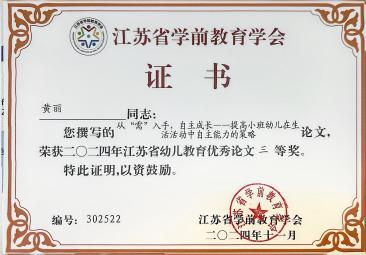 江苏省学前教育学会
证书
黄丽 同志:
从“需”入手,自主成长——提高小班幼儿在生
您撰写的 活活动中自主能力的策略 论文,
荣获二〇二四年江苏省幼儿教育优秀论文 三 等奖。
特此证明,以资鼓励。
编号: 302522
江苏省学前教育学会
二〇二四年十一月
江苏省学前教育学会